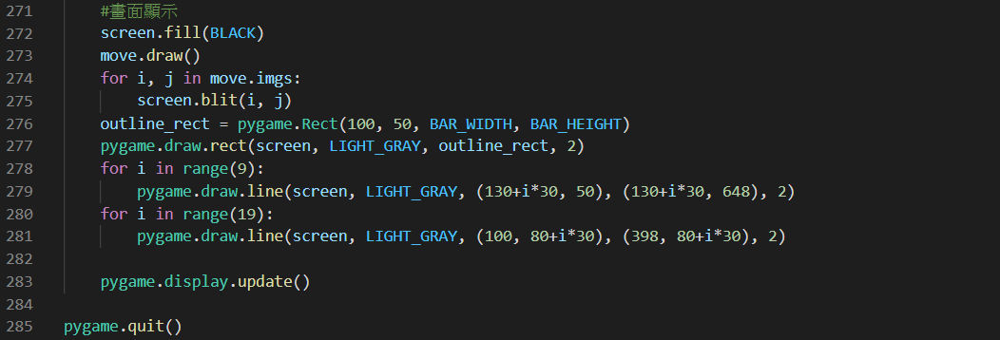 271 #畫面顯示
272 screen.fill(BLACK)
273 move.draw()
274 for i, j in move.imgs:
275 screen.blit(i, j)
276 outline_rect = pygame.Rect(100, 50, BAR_WIDTH, BAR_HEIGHT)
277 pygame.draw.rect(screen, LIGHT_GRAY, outline_rect, 2)
278 for i in range(9):
279 pygame.draw.line(screen, LIGHT_GRAY, (130+i*30, 50), (130+i*30, 648), 2)
280 for i in range(19):
281 pygame.draw.line(screen, LIGHT_GRAY, (100, 80+i*30), (398, 80+i*30), 2)
282
283 pygame.display.update()
284
285 pygame.quit()